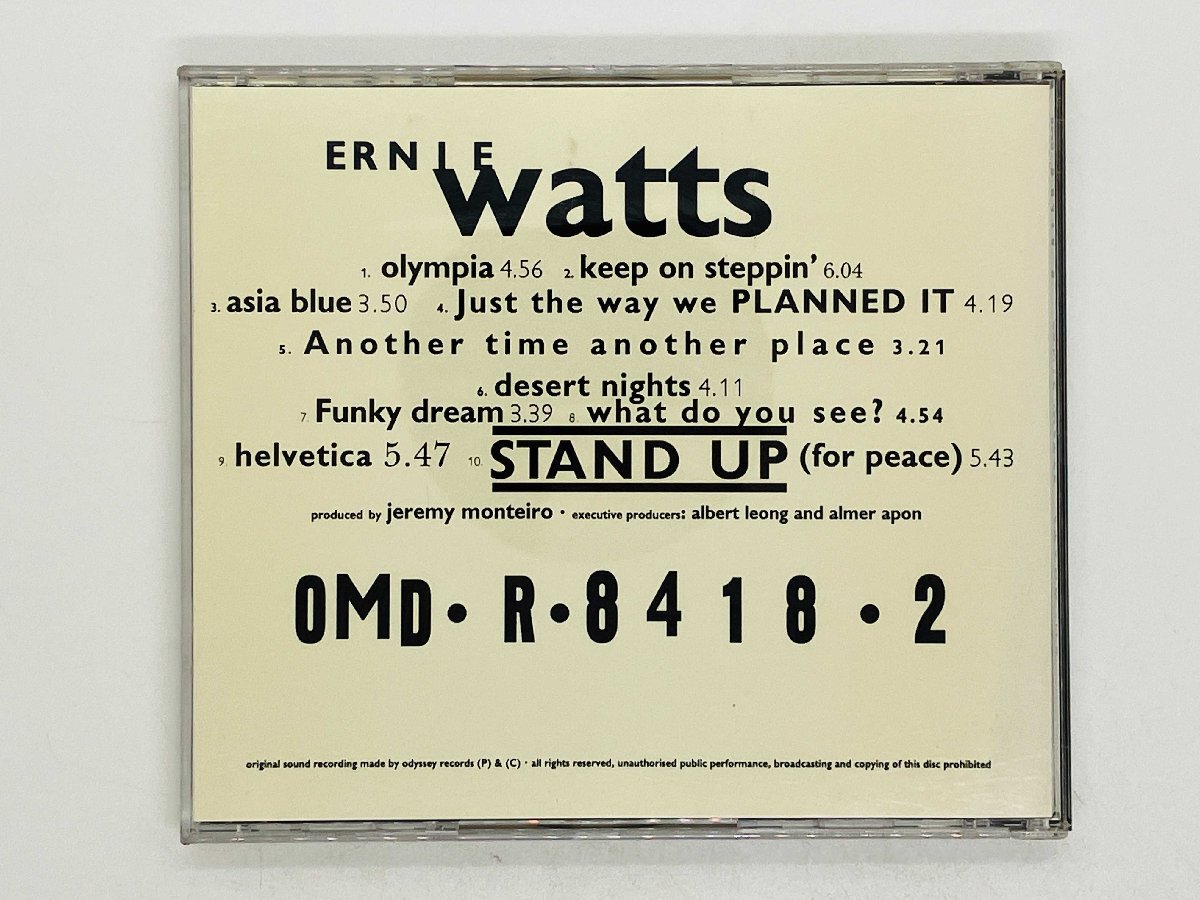 ERNIE
watts
1. olympia 4.56 2. keep on steppin' 6.04
3. asia blue 3.50 4. Just the way we PLANNED IT 4.19
5. Another time another place 3.21
6. desert nights 4.11
7. Funky dream 3.39 8. what do you see? 4.54
9. helvetica 5.47 10. STAND UP (for peace) 5.43
produced by jeremy monteiro · executive producers: albert leong and almer apon
OMD · R · 8418 · 2
original sound recording made by odyssey records (P) & (C) · all rights reserved, unauthorised public performance, broadcasting and copying of this disc prohibited